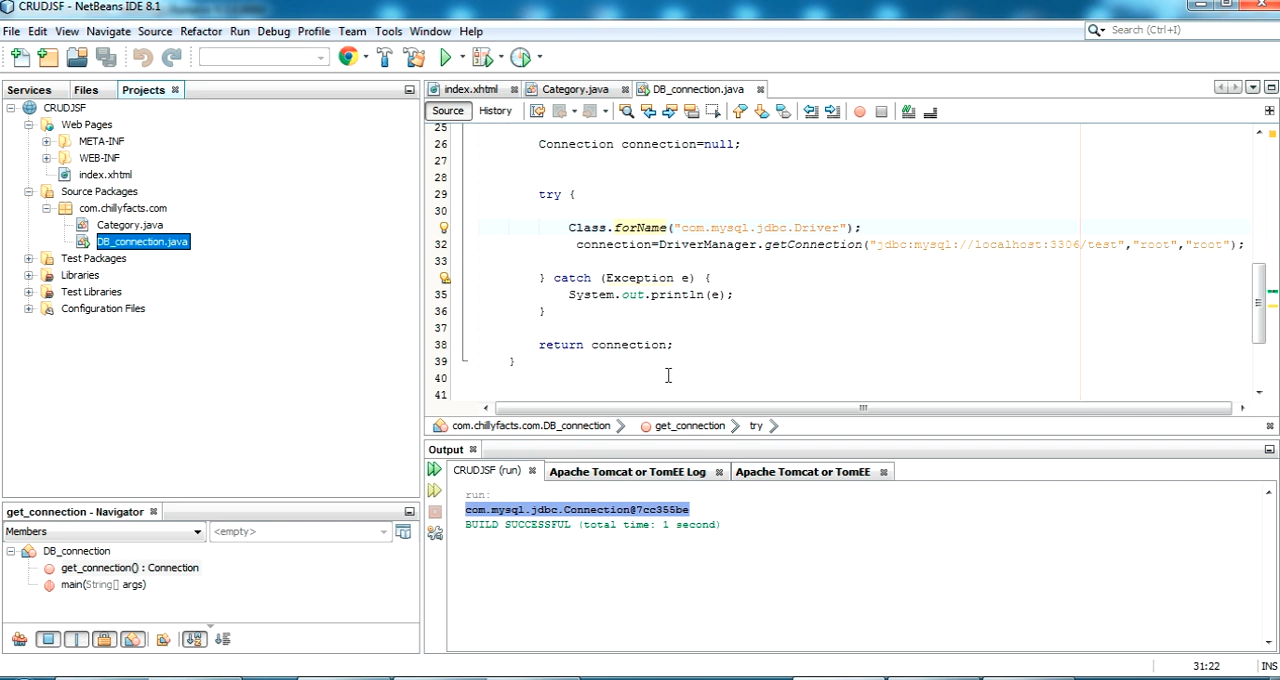 CRUDJSF - NetBeans IDE 8.1
File Edit View Navigate Source Refactor Run Debug Profile Team Tools Window Help
Search (Ctrl+I)
Services Files Projects
CRUDJSF
Web Pages
META-INF
WEB-INF
index.xhtml
Source Packages
com.chillyfacts.com
Category.java
DB_connection.java
Test Packages
Libraries
Test Libraries
Configuration Files
index.xhtml Category.java DB_connection.java
Source History
25
26 Connection connection=null;
27
28
29 try {
30
Class.forName("com.mysql.jdbc.Driver");
32 connection=DriverManager.getConnection("jdbc:mysql://localhost:3306/test","root","root");
33
} catch (Exception e) {
35 System.out.println(e);
36 }
37
38 return connection;
39 }
40
41
com.chillyfacts.com.DB_connection get_connection try
get_connection - Navigator
Members <empty>
DB_connection
get_connection() : Connection
main(String[] args)
Output
CRUDJSF (run) Apache Tomcat or TomEE Log Apache Tomcat or TomEE
run:
com.mysql.jdbc.Connection@7cc355be
BUILD SUCCESSFUL (total time: 1 second)
31:22 INS